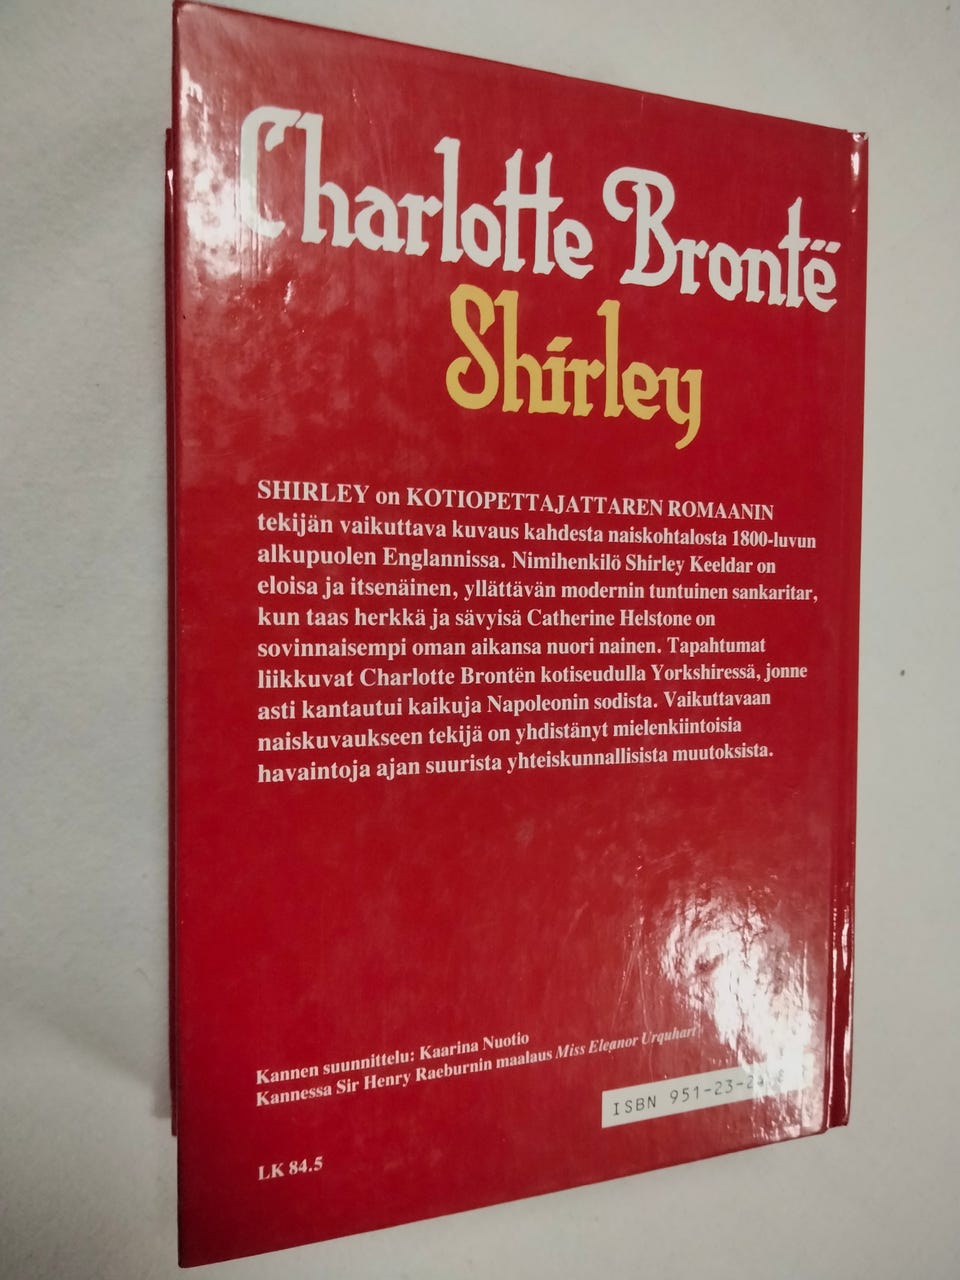 Charlotte Brontë
Shirley
SHIRLEY on KOTIOPETTAJATTAREN ROMAANIN
tekijän vaikuttava kuvaus kahdesta naiskohtalosta 1800-luvun
alkupuolen Englannissa. Nimihenkilö Shirley Keeldar on
eloisa ja itsenäinen, yllättävän modernin tuntuinen sankaritar,
kun taas herkkä ja sävyisä Catherine Helstone on
sovinnaisempi oman aikansa nuori nainen. Tapahtumat
liikkuvat Charlotte Brontën kotiseudulla Yorkshiressä, jonne
asti kantautui kaikuja Napoleonin sodista. Vaikuttavaan
naiskuvaukseen tekijä on yhdistänyt mielenkiintoisia
havaintoja ajan suurista yhteiskunnallisista muutoksista.
Kannen suunnittelu: Kaarina Nuotio
Kannessa Sir Henry Raeburnin maalaus Miss Eleanor Urquhart
ISBN 951-23-
LK 84.5